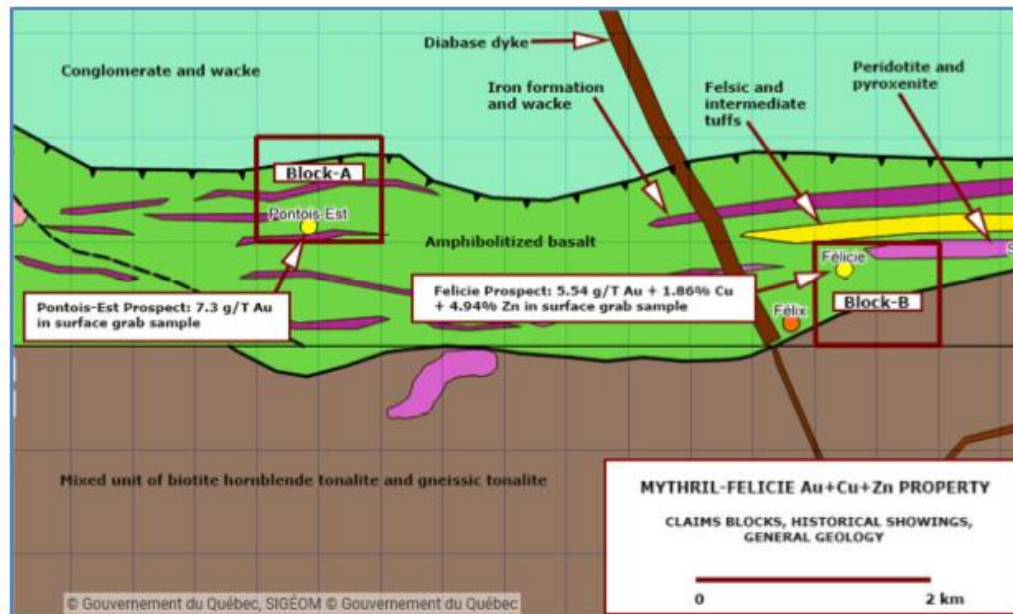 Diabase dyke
Conglomerate and wacke
Peridotite and
pyroxenite
Iron formation
and wacke
Felsic and
intermediate
tuffs
Block-A
Pontois-Est
Amphibolitized basalt
Félicie
Pontois-Est Prospect: 7.3 g/T Au
in surface grab sample
Felicie Prospect: 5.54 g/T Au + 1.86% Cu
+ 4.94% Zn in surface grab sample
Block-B
Félix
Mixed unit of biotite hornblende tonalite and gneissic tonalite
MYTHRIL-FELICIE Au+Cu+Zn PROPERTY
CLAIMS BLOCKS, HISTORICAL SHOWINGS,
GENERAL GEOLOGY
0 2 km
© Gouvernement du Québec, SIGÉOM © Gouvernement du Québec